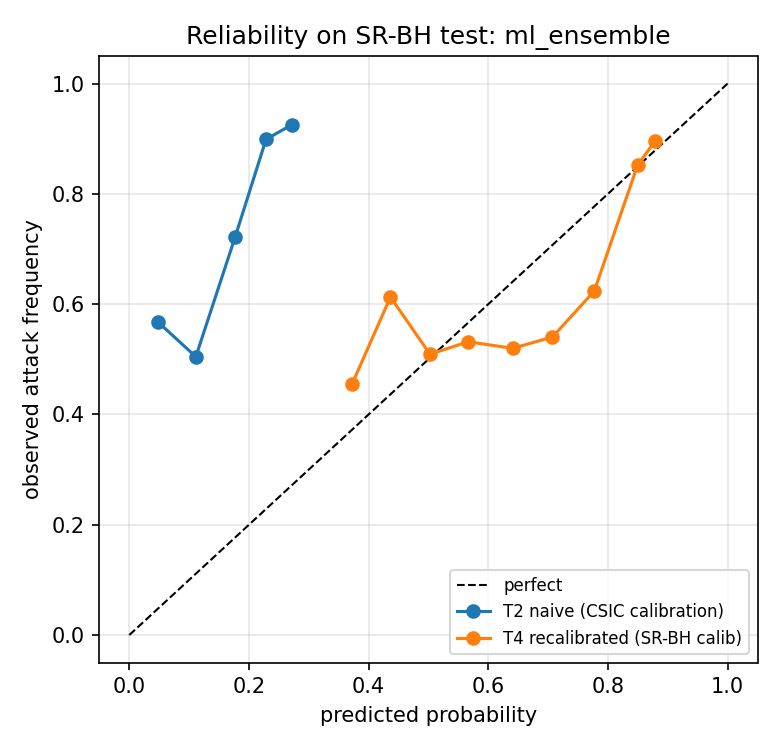 Reliability on SR-BH test: ml_ensemble
observed attack frequency
1.0
0.8
0.6
0.4
0.2
0.0
0.0 0.2 0.4 0.6 0.8 1.0
predicted probability
perfect
T2 naive (CSIC calibration)
T4 recalibrated (SR-BH calib)